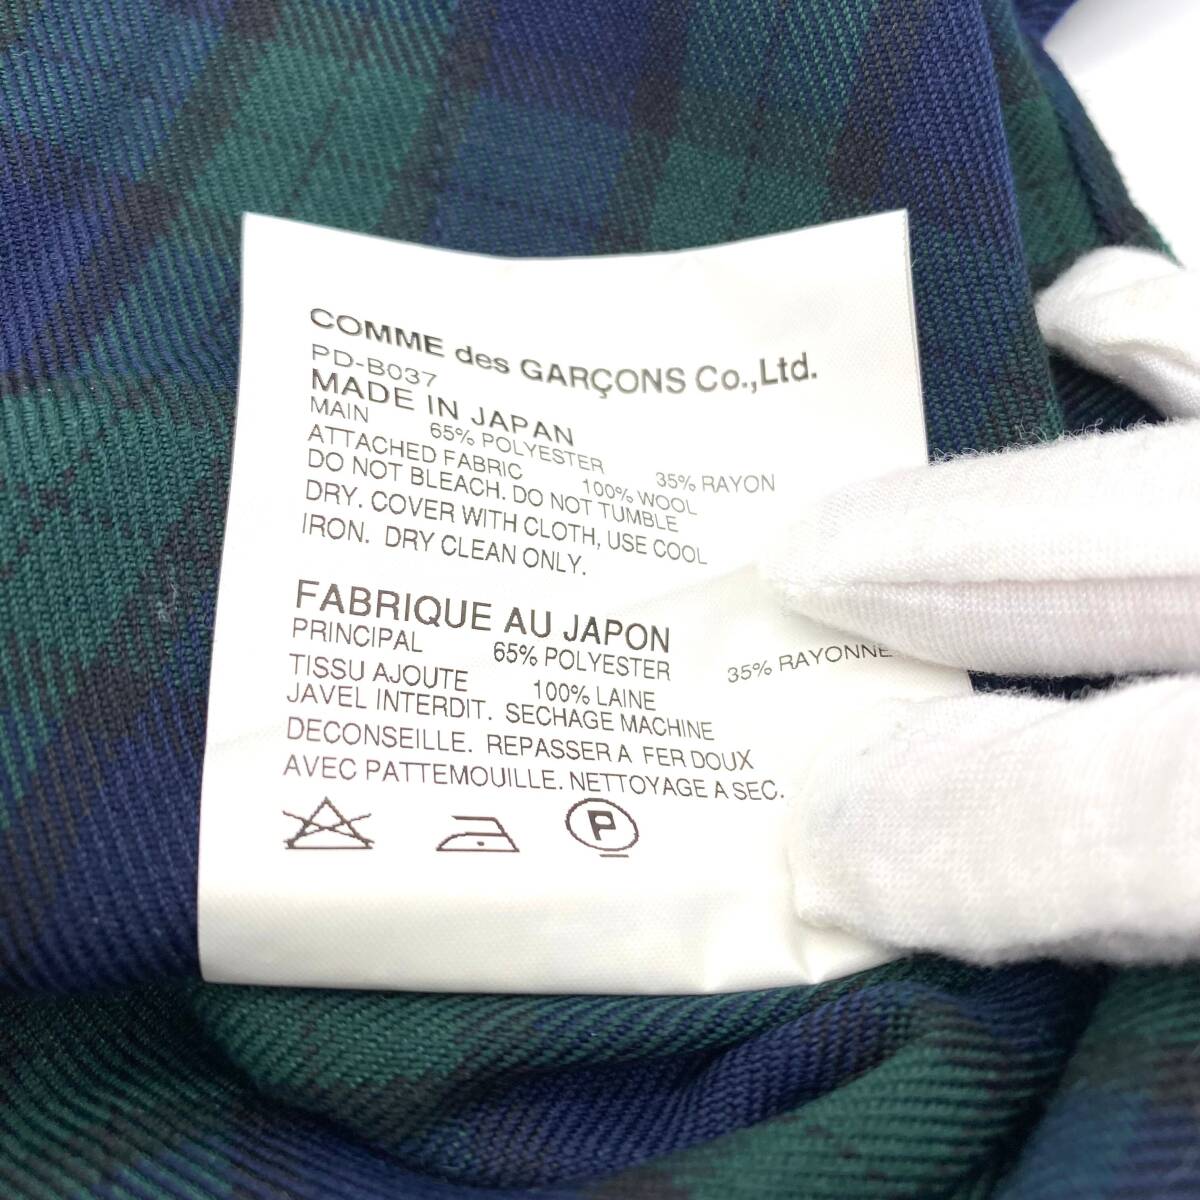 COMME des GARÇONS Co.,Ltd.
PD-B037
MADE IN JAPAN
MAIN 65% POLYESTER 35% RAYON
ATTACHED FABRIC 100% WOOL
DO NOT BLEACH. DO NOT TUMBLE
DRY. COVER WITH CLOTH, USE COOL
IRON. DRY CLEAN ONLY.
FABRIQUE AU JAPON
PRINCIPAL 65% POLYESTER 35% RAYONNE
TISSU AJOUTE 100% LAINE
JAVEL INTERDIT. SECHAGE MACHINE
DECONSEILLE. REPASSER A FER DOUX
AVEC PATTEMOUILLE. NETTOYAGE A SEC.
P